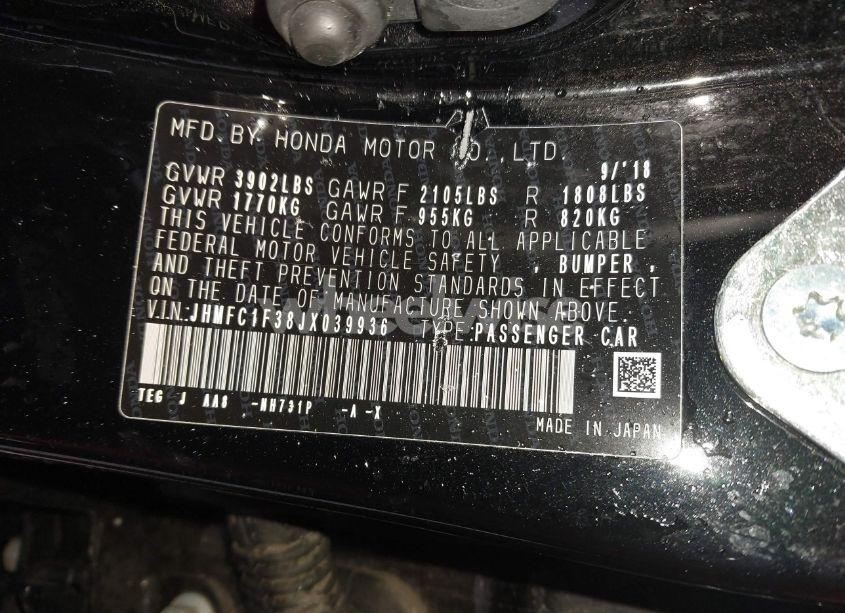 MFD. BY HONDA MOTOR CO., LTD. 9/'18
GVWR 3902LBS GAWR F 2105LBS R 1808LBS
GVWR 1770KG GAWR F 955KG R 820KG
THIS VEHICLE CONFORMS TO ALL APPLICABLE
FEDERAL MOTOR VEHICLE SAFETY , BUMPER ,
AND THEFT PREVENTION STANDARDS IN EFFECT
ON THE DATE OF MANUFACTURE SHOWN ABOVE.
V.I.N.: JHMFC1F38JX039936 TYPE: PASSENGER CAR
TEG J AA8 -NH731P -A -X
MADE IN JAPAN